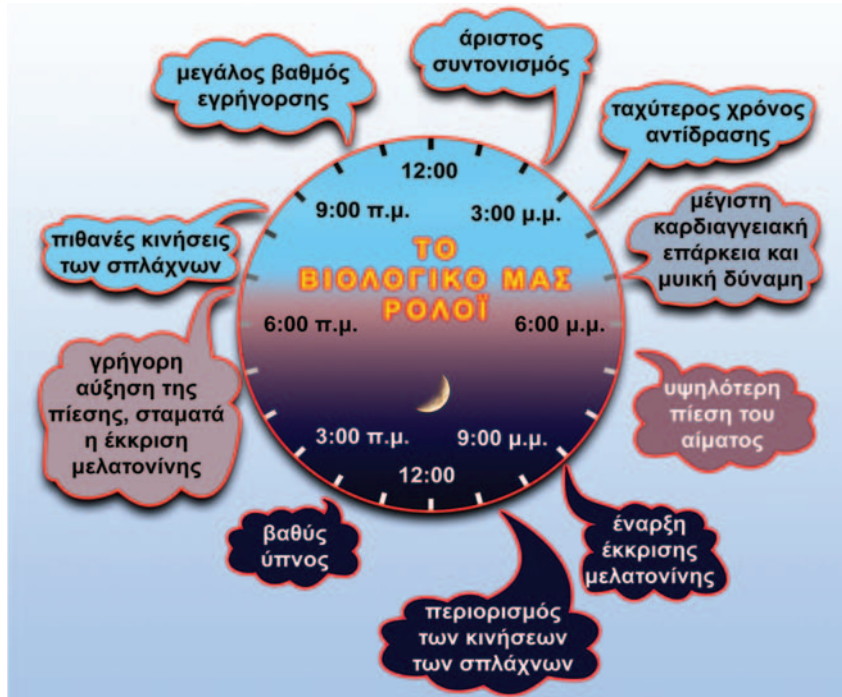 μεγάλος βαθμός
εγρήγορσης
άριστος
συντονισμός
ταχύτερος χρόνος
αντίδρασης
μέγιστη
καρδιαγγειακή
επάρκεια και
μυική δύναμη
υψηλότερη
πίεση του
αίματος
έναρξη
έκκρισης
μελατονίνης
περιορισμός
των κινήσεων
των σπλάχνων
βαθύς
ύπνος
γρήγορη
αύξηση της
πίεσης, σταματά
η έκκριση
μελατονίνης
πιθανές κινήσεις
των σπλάχνων
12:00
9:00 π.μ.
3:00 μ.μ.
ΤΟ
ΒΙΟΛΟΓΙΚΟ ΜΑΣ
ΡΟΛΟΪ
6:00 π.μ.
6:00 μ.μ.
3:00 π.μ.
9:00 μ.μ.
12:00